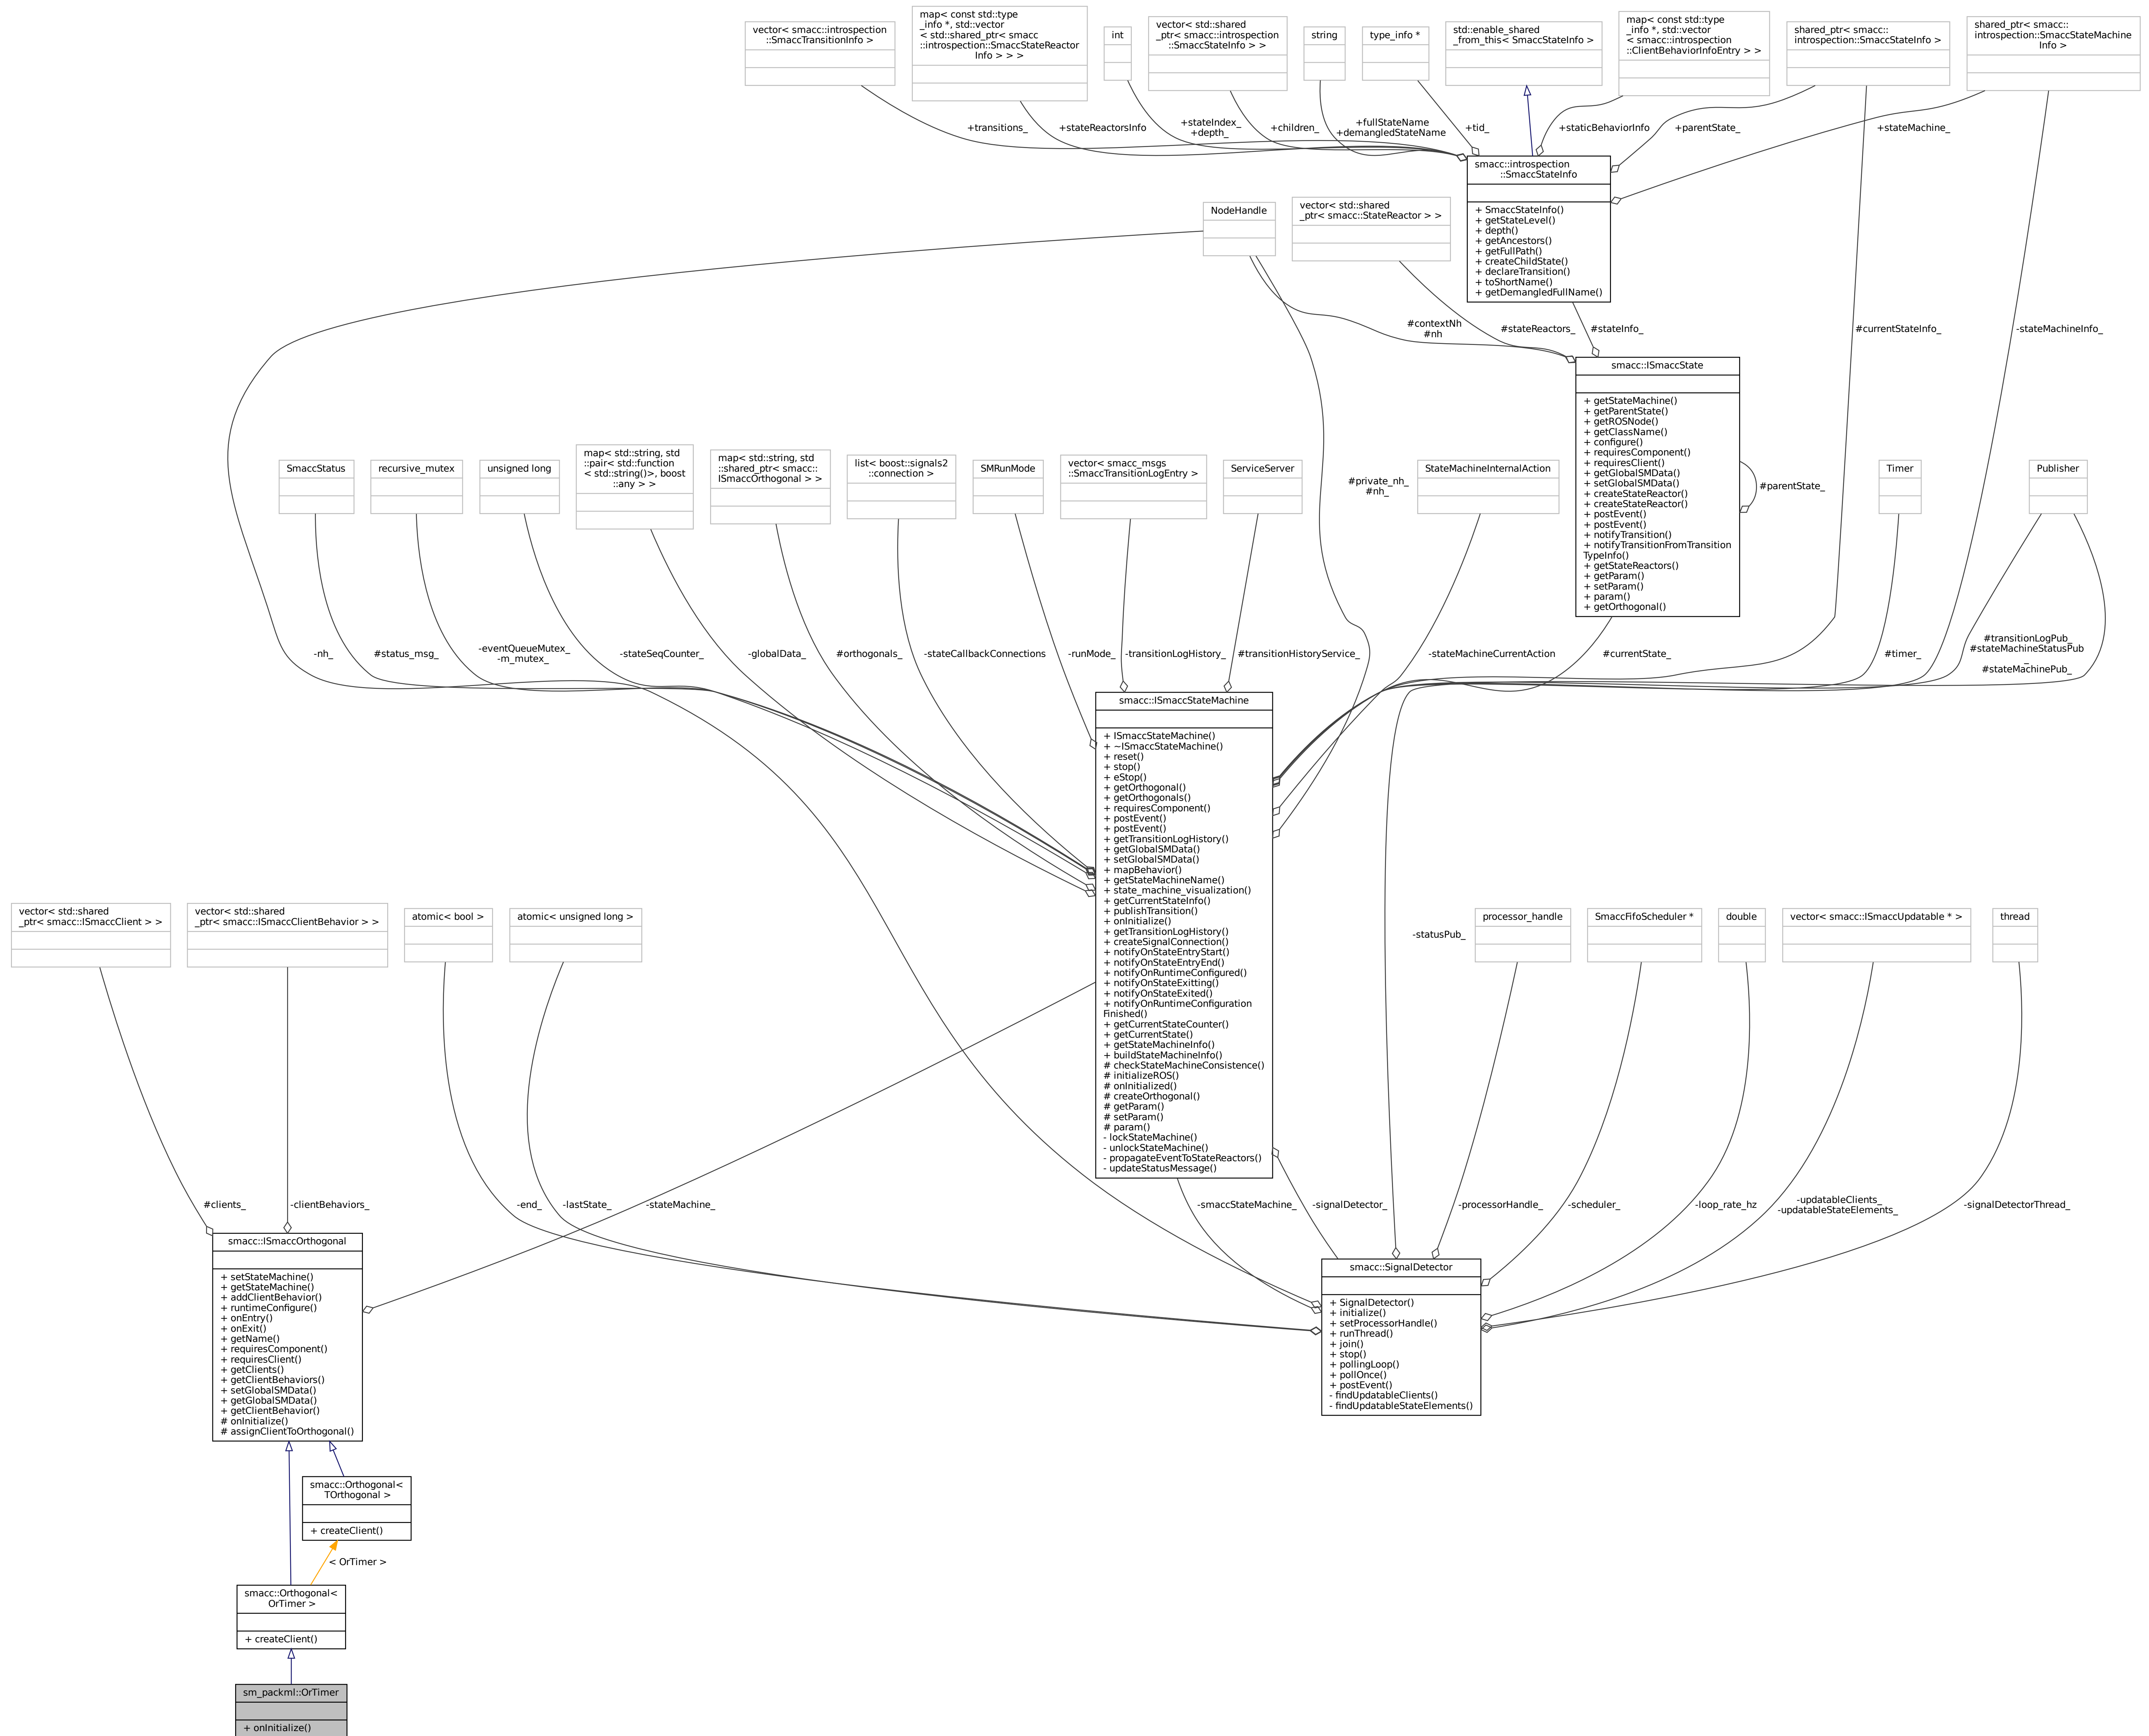 vector< smacc::introspection
::SmaccTransitionInfo >
map< const std::type
_info *, std::vector
< std::shared_ptr< smacc
::introspection::SmaccStateReactor
Info > > >
int
vector< std::shared
_ptr< smacc::introspection
::SmaccStateInfo > >
string
type_info *
std::enable_shared
_from_this< SmaccStateInfo >
map< const std::type
_info *, std::vector
< smacc::introspection
::ClientBehaviorInfoEntry > >
shared_ptr< smacc::
introspection::SmaccStateInfo >
shared_ptr< smacc::
introspection::SmaccStateMachine
Info >
+transitions_
+stateReactorsInfo
+stateIndex_
+depth_
+children_
+fullStateName
+demangledStateName
+tid_
+staticBehaviorInfo
+parentState_
+stateMachine_
smacc::introspection
::SmaccStateInfo
+ SmaccStateInfo()
+ getStateLevel()
+ depth()
+ getAncestors()
+ getFullPath()
+ createChildState()
+ declareTransition()
+ toShortName()
+ getDemangledFullName()
NodeHandle
vector< std::shared
_ptr< smacc::StateReactor > >
#contextNh
#nh
#stateReactors_
#stateInfo_
#currentStateInfo_
-stateMachineInfo_
smacc::ISmaccState
+ getStateMachine()
+ getParentState()
+ getROSNode()
+ getClassName()
+ configure()
+ requiresComponent()
+ requiresClient()
+ getGlobalSMData()
+ setGlobalSMData()
+ createStateReactor()
+ createStateReactor()
+ postEvent()
+ postEvent()
+ notifyTransition()
+ notifyTransitionFromTransition
TypeInfo()
+ getStateReactors()
+ getParam()
+ setParam()
+ param()
+ getOrthogonal()
#parentState_
SmaccStatus
recursive_mutex
unsigned long
map< std::string, std
::pair< std::function
< std::string()>, boost
::any > >
map< std::string, std
::shared_ptr< smacc::
ISmaccOrthogonal > >
list< boost::signals2
::connection >
SMRunMode
vector< smacc_msgs
::SmaccTransitionLogEntry >
ServiceServer
#private_nh_
#nh_
StateMachineInternalAction
Timer
Publisher
-nh_
#status_msg_
-eventQueueMutex_
-m_mutex_
-stateSeqCounter_
-globalData_
#orthogonals_
-stateCallbackConnections
-runMode_
-transitionLogHistory_
#transitionHistoryService_
-stateMachineCurrentAction
#currentState_
#timer_
#transitionLogPub_
#stateMachineStatusPub
_
#stateMachinePub_
smacc::ISmaccStateMachine
+ ISmaccStateMachine()
+ ~ISmaccStateMachine()
+ reset()
+ stop()
+ eStop()
+ getOrthogonal()
+ getOrthogonals()
+ requiresComponent()
+ postEvent()
+ postEvent()
+ getTransitionLogHistory()
+ getGlobalSMData()
+ setGlobalSMData()
+ mapBehavior()
+ getStateMachineName()
+ state_machine_visualization()
+ getCurrentStateInfo()
+ publishTransition()
+ onInitialize()
+ getTransitionLogHistory()
+ createSignalConnection()
+ notifyOnStateEntryStart()
+ notifyOnStateEntryEnd()
+ notifyOnRuntimeConfigured()
+ notifyOnStateExitting()
+ notifyOnStateExited()
+ notifyOnRuntimeConfiguration
Finished()
+ getCurrentStateCounter()
+ getCurrentState()
+ getStateMachineInfo()
+ buildStateMachineInfo()
# checkStateMachineConsistence()
# initializeROS()
# onInitialized()
# createOrthogonal()
# getParam()
# setParam()
# param()
- lockStateMachine()
- unlockStateMachine()
- propagateEventToStateReactors()
- updateStatusMessage()
vector< std::shared
_ptr< smacc::ISmaccClient > >
vector< std::shared
_ptr< smacc::ISmaccClientBehavior > >
atomic< bool >
atomic< unsigned long >
-statusPub_
processor_handle
SmaccFifoScheduler *
double
vector< smacc::ISmaccUpdatable * >
thread
#clients_
-clientBehaviors_
-end_
-lastState_
-stateMachine_
-smaccStateMachine_
-signalDetector_
-processorHandle_
-scheduler_
-loop_rate_hz
-updatableClients_
-updatableStateElements_
-signalDetectorThread_
smacc::ISmaccOrthogonal
+ setStateMachine()
+ getStateMachine()
+ addClientBehavior()
+ runtimeConfigure()
+ onEntry()
+ onExit()
+ getName()
+ requiresComponent()
+ requiresClient()
+ getClients()
+ getClientBehaviors()
+ setGlobalSMData()
+ getGlobalSMData()
+ getClientBehavior()
# onInitialize()
# assignClientToOrthogonal()
smacc::SignalDetector
+ SignalDetector()
+ initialize()
+ setProcessorHandle()
+ runThread()
+ join()
+ stop()
+ pollingLoop()
+ pollOnce()
+ postEvent()
- findUpdatableClients()
- findUpdatableStateElements()
smacc::Orthogonal<
TOrthogonal >
+ createClient()
< OrTimer >
smacc::Orthogonal<
OrTimer >
+ createClient()
sm_packml::OrTimer
+ onInitialize()